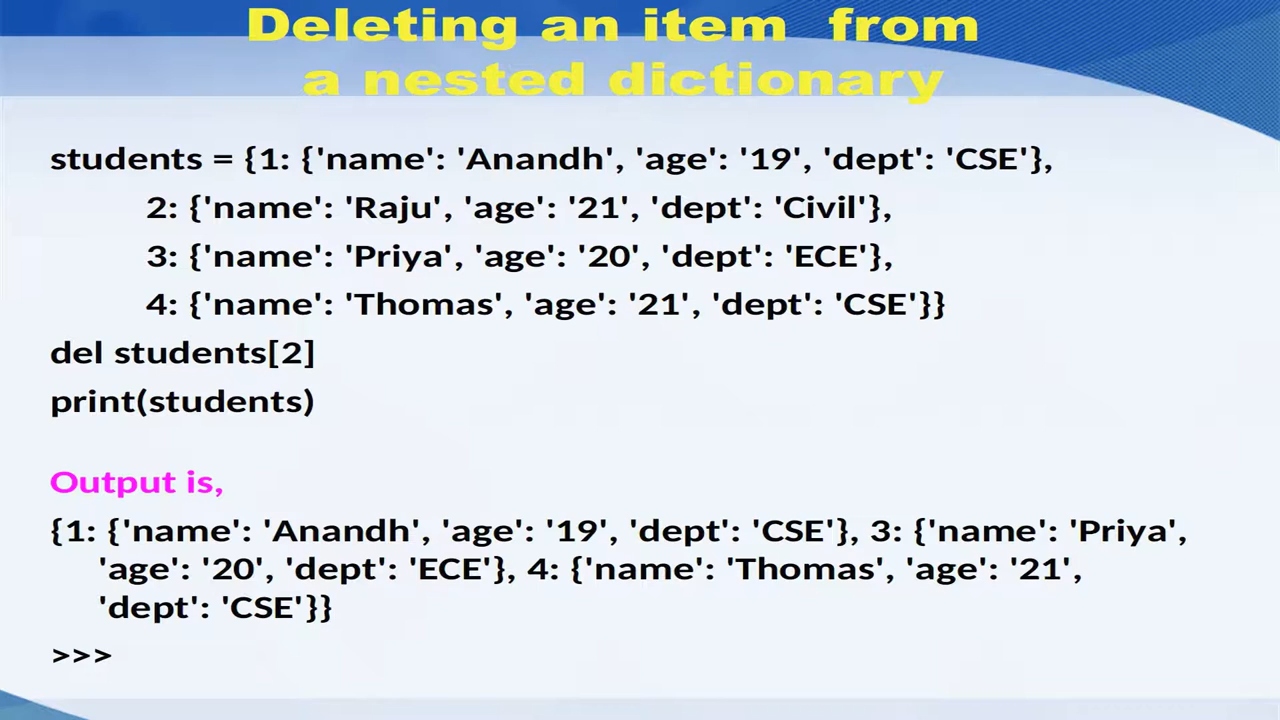 Deleting an item from
a nested dictionary
students = {1: {'name': 'Anandh', 'age': '19', 'dept': 'CSE'},
2: {'name': 'Raju', 'age': '21', 'dept': 'Civil'},
3: {'name': 'Priya', 'age': '20', 'dept': 'ECE'},
4: {'name': 'Thomas', 'age': '21', 'dept': 'CSE'}}
del students[2]
print(students)
Output is,
{1: {'name': 'Anandh', 'age': '19', 'dept': 'CSE'}, 3: {'name': 'Priya',
'age': '20', 'dept': 'ECE'}, 4: {'name': 'Thomas', 'age': '21',
'dept': 'CSE'}}
>>>